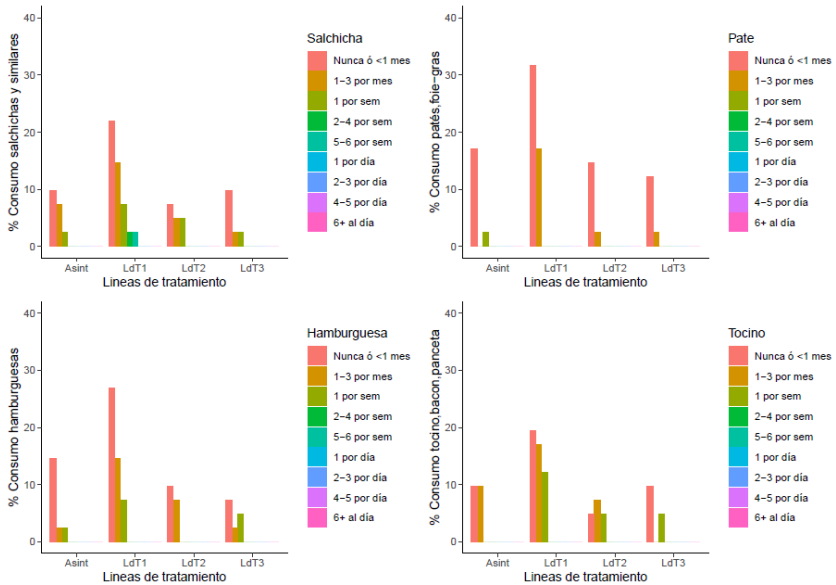 % Consumo salchichas y similares
40
30
20
10
0
Asint LdT1 LdT2 LdT3
Lineas de tratamiento
Salchicha
Nunca ó <1 mes
1−3 por mes
1 por sem
2−4 por sem
5−6 por sem
1 por día
2−3 por día
4−5 por día
6+ al día
% Consumo patés,foie−gras
40
30
20
10
0
Asint LdT1 LdT2 LdT3
Lineas de tratamiento
Pate
Nunca ó <1 mes
1−3 por mes
1 por sem
2−4 por sem
5−6 por sem
1 por día
2−3 por día
4−5 por día
6+ al día
% Consumo hamburguesas
40
30
20
10
0
Asint LdT1 LdT2 LdT3
Lineas de tratamiento
Hamburguesa
Nunca ó <1 mes
1−3 por mes
1 por sem
2−4 por sem
5−6 por sem
1 por día
2−3 por día
4−5 por día
6+ al día
% Consumo tocino,bacon,panceta
40
30
20
10
0
Asint LdT1 LdT2 LdT3
Lineas de tratamiento
Tocino
Nunca ó <1 mes
1−3 por mes
1 por sem
2−4 por sem
5−6 por sem
1 por día
2−3 por día
4−5 por día
6+ al día